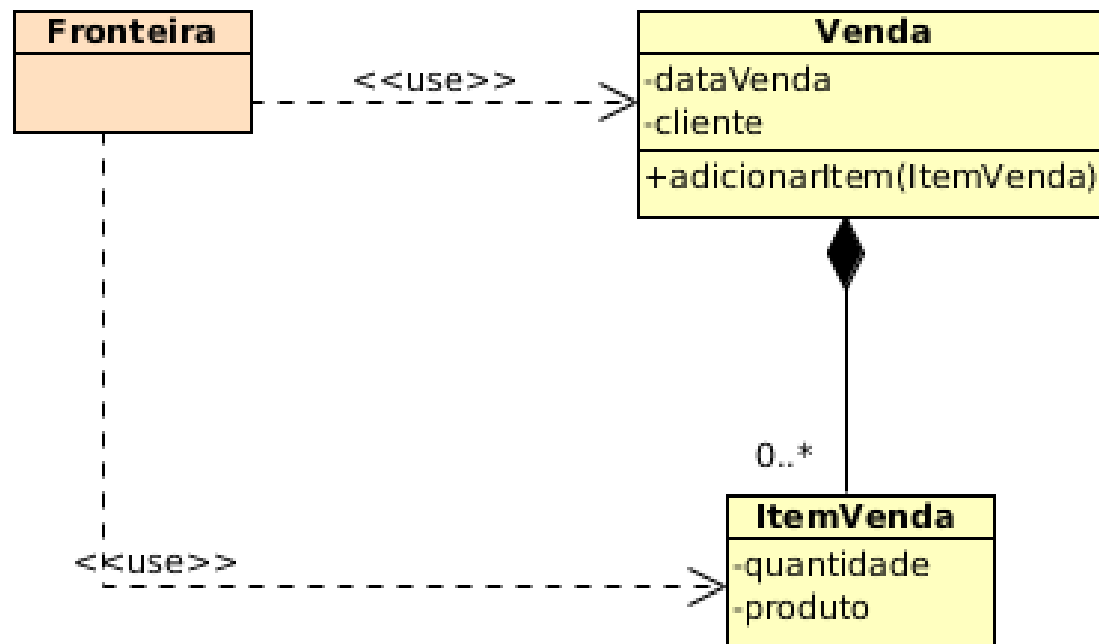 Fronteira
<<use>>
Venda
-dataVenda
-cliente
+adicionarItem(ItemVenda)
0..*
<<use>>
ItemVenda
-quantidade
-produto